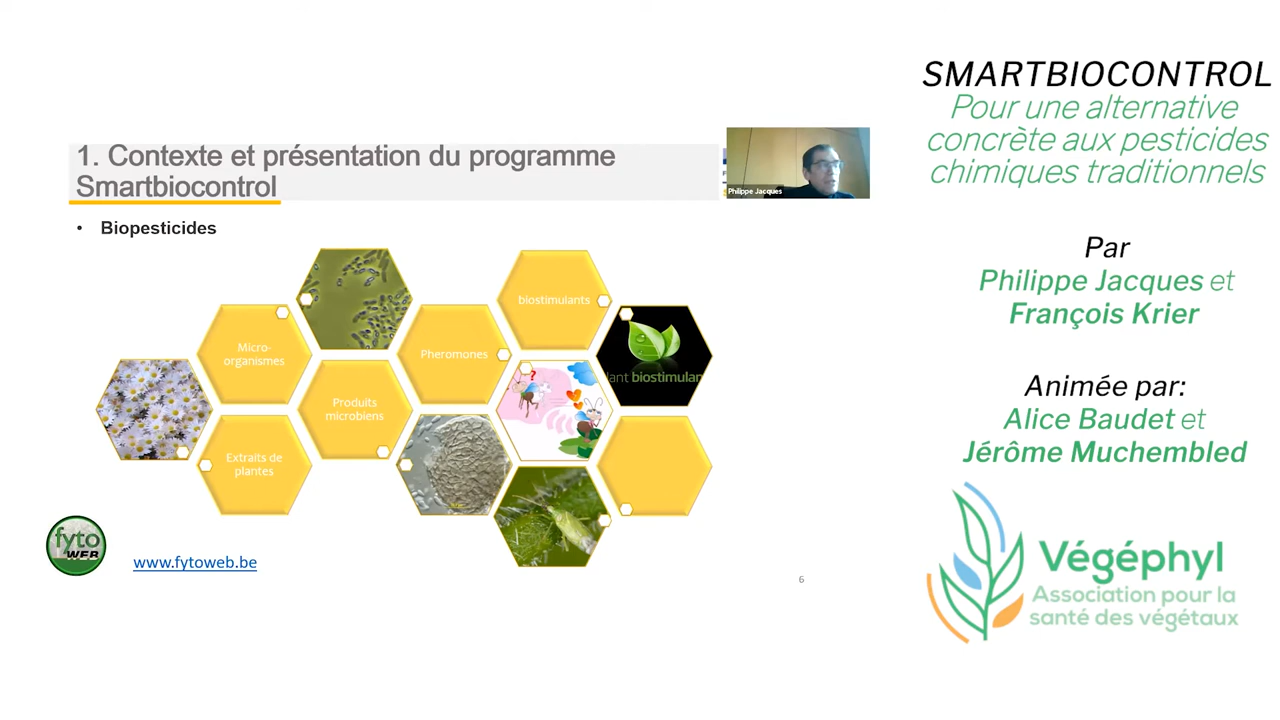 SMARTBIOCONTROL
Pour une alternative
concrète aux pesticides
chimiques traditionnels
1. Contexte et présentation du programme
Smartbiocontrol
Philippe Jacques
• Biopesticides
biostimulants
Micro-
organismes
Pheromones
?
lant biostimulan
Produits
microbiens
Extraits de
plantes
fyto
WEB
www.fytoweb.be
6
Par
Philippe Jacques et
François Krier
Animée par:
Alice Baudet et
Jérôme Muchembled
Végéphyl
Association pour la
santé des végétaux